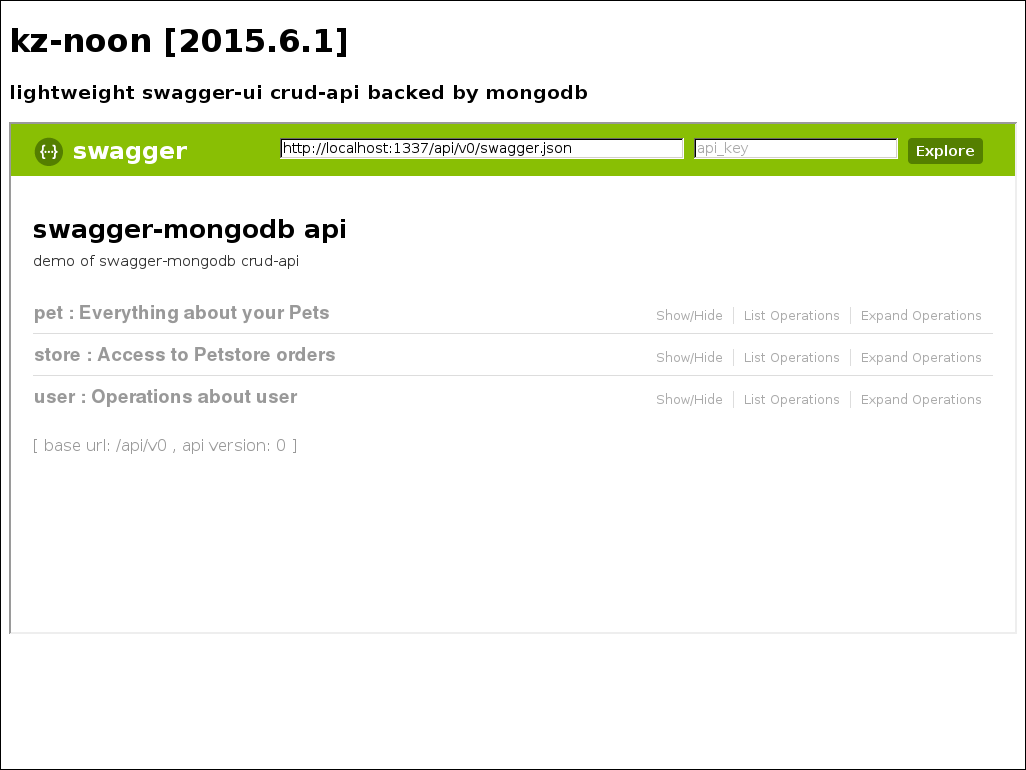 kz-noon [2015.6.1]
lightweight swagger-ui crud-api backed by mongodb
{···} swagger http://localhost:1337/api/v0/swagger.json api_key Explore
swagger-mongodb api
demo of swagger-mongodb crud-api
pet : Everything about your Pets Show/Hide List Operations Expand Operations
store : Access to Petstore orders Show/Hide List Operations Expand Operations
user : Operations about user Show/Hide List Operations Expand Operations
[ base url: /api/v0 , api version: 0 ]